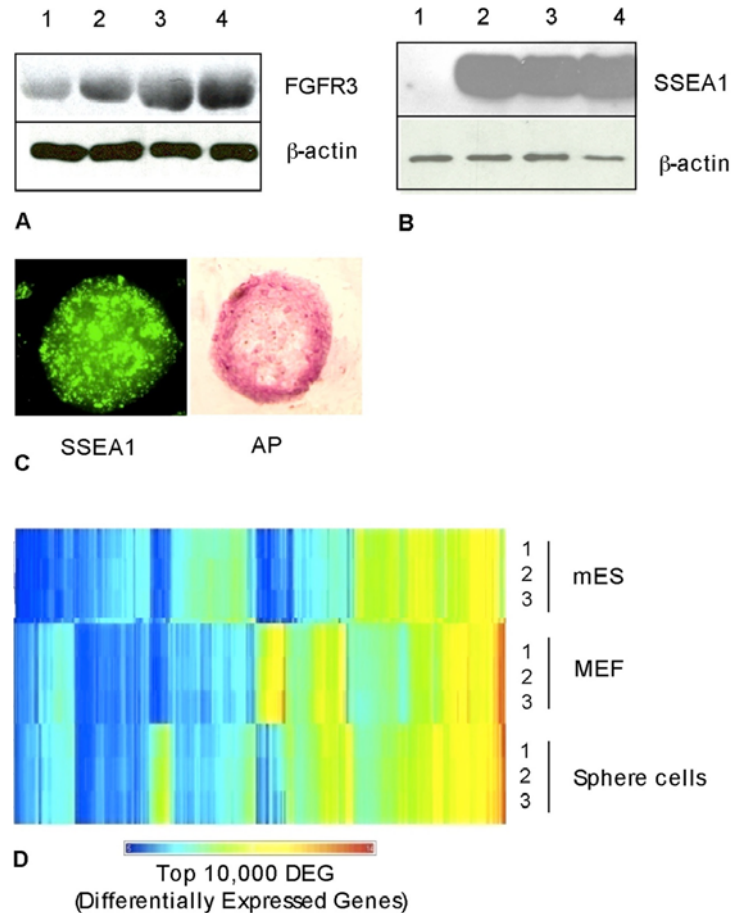 1 2 3 4
FGFR3
β-actin
A
1 2 3 4
SSEA1
β-actin
B
SSEA1 AP
C
1
2 mES
3
1
2 MEF
3
1
2 Sphere cells
3
D
Top 10,000 DEG
(Differentially Expressed Genes)